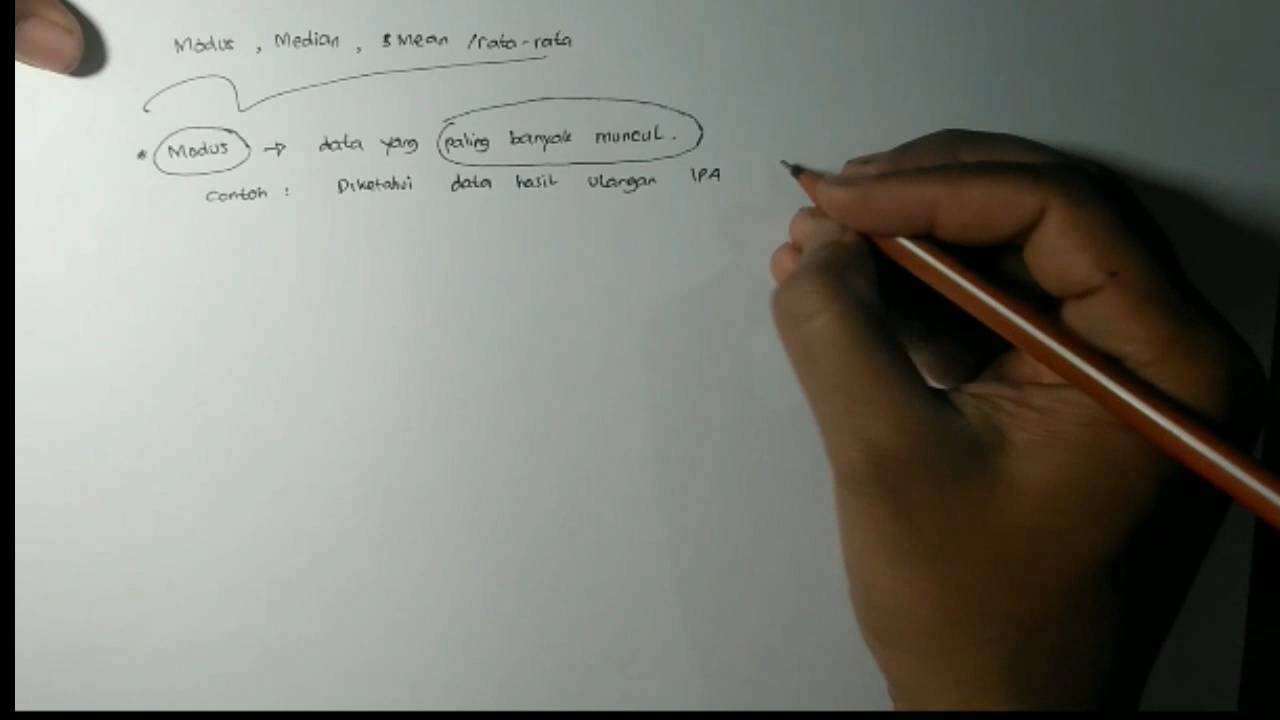 Modus , Median , & Mean /rata-rata
* Modus → data yang paling banyak muncul.
Contoh : Diketahui data hasil ulangan IPA